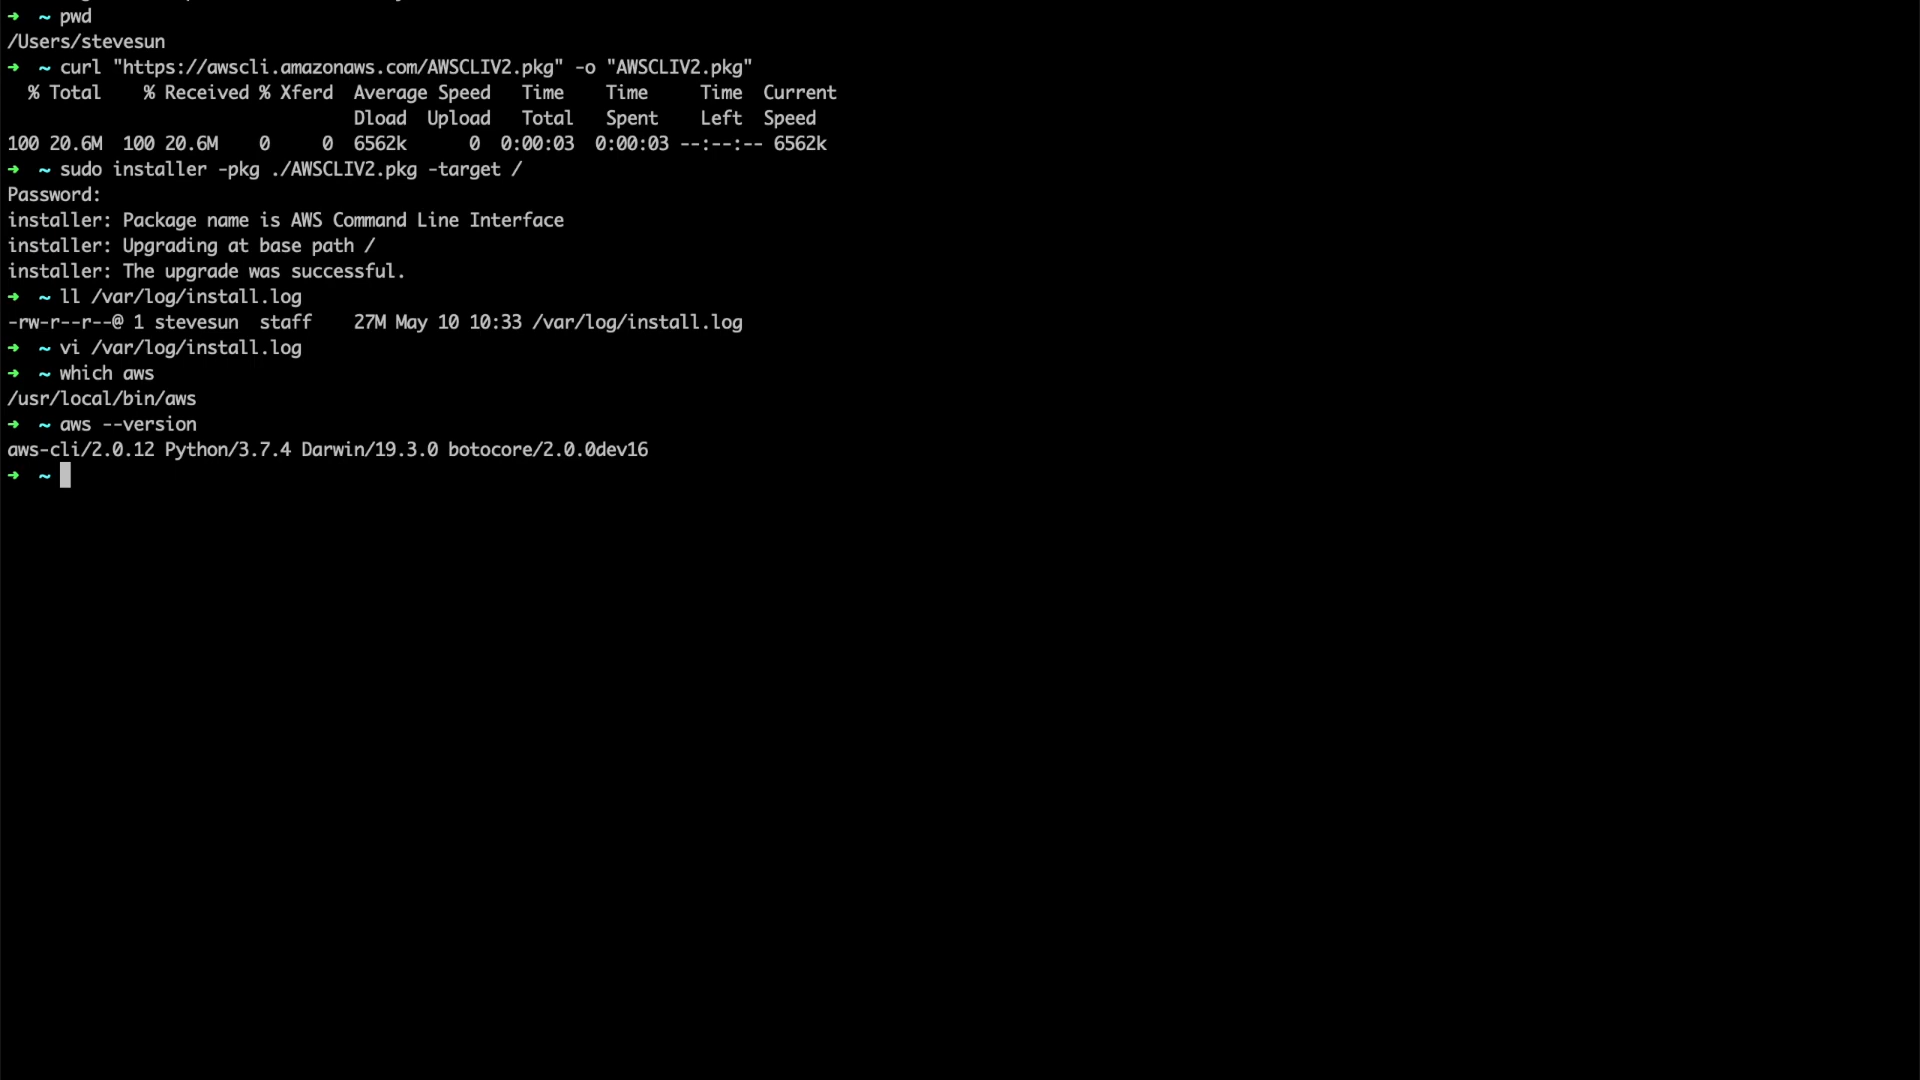 ➜ ~ pwd
/Users/stevesun
➜ ~ curl "https://awscli.amazonaws.com/AWSCLIV2.pkg" -o "AWSCLIV2.pkg"
% Total % Received % Xferd Average Speed Time Time Time Current
Dload Upload Total Spent Left Speed
100 20.6M 100 20.6M 0 0 6562k 0 0:00:03 0:00:03 --:--:-- 6562k
➜ ~ sudo installer -pkg ./AWSCLIV2.pkg -target /
Password:
installer: Package name is AWS Command Line Interface
installer: Upgrading at base path /
installer: The upgrade was successful.
➜ ~ ll /var/log/install.log
-rw-r--r--@ 1 stevesun staff 27M May 10 10:33 /var/log/install.log
➜ ~ vi /var/log/install.log
➜ ~ which aws
/usr/local/bin/aws
➜ ~ aws --version
aws-cli/2.0.12 Python/3.7.4 Darwin/19.3.0 botocore/2.0.0dev16
➜ ~